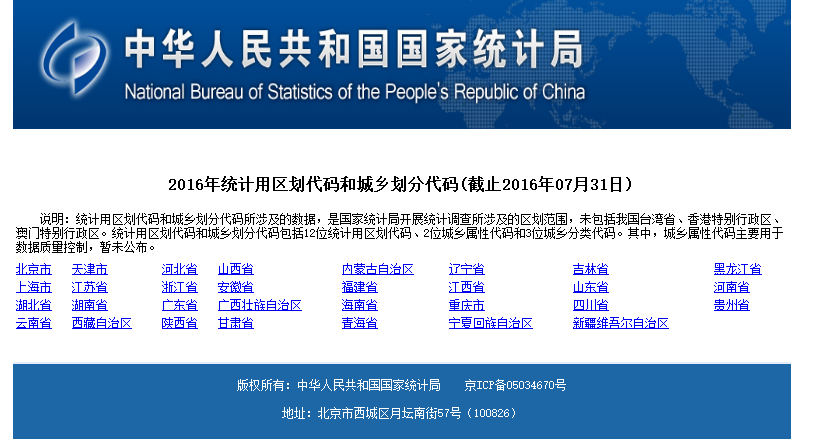 中华人民共和国国家统计局
National Bureau of Statistics of the People's Republic of China
2016年统计用区划代码和城乡划分代码(截止2016年07月31日)
说明：统计用区划代码和城乡划分代码所涉及的数据，是国家统计局开展统计调查所涉及的区划范围，未包括我国台湾省、香港特别行政区、
澳门特别行政区。统计用区划代码和城乡划分代码包括12位统计用区划代码、2位城乡属性代码和3位城乡分类代码。其中，城乡属性代码主要用于
数据质量控制，暂未公布。
北京市 天津市 河北省 山西省 内蒙古自治区 辽宁省 吉林省 黑龙江省
上海市 江苏省 浙江省 安徽省 福建省 江西省 山东省 河南省
湖北省 湖南省 广东省 广西壮族自治区 海南省 重庆市 四川省 贵州省
云南省 西藏自治区 陕西省 甘肃省 青海省 宁夏回族自治区 新疆维吾尔自治区
版权所有：中华人民共和国国家统计局 京ICP备05034670号
地址：北京市西城区月坛南街57号（100826）